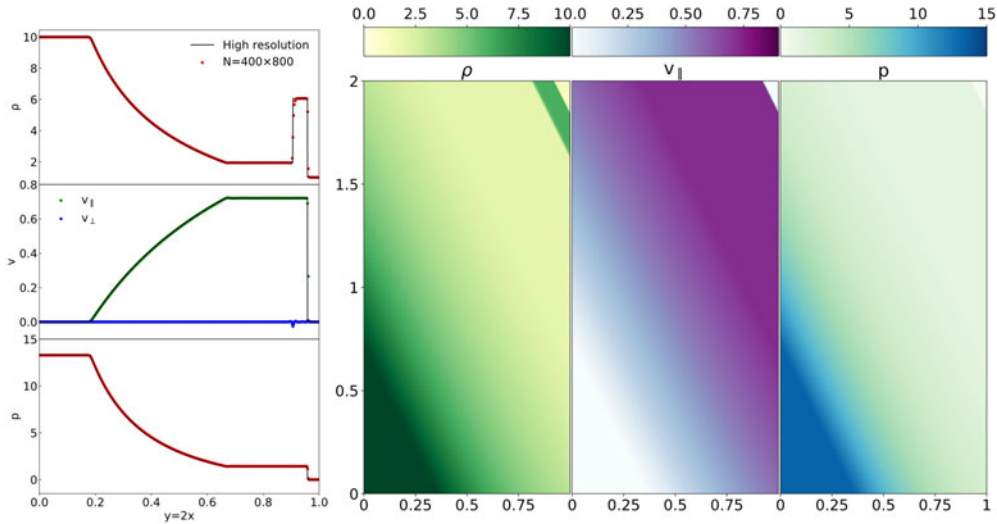 0.0 2.5 5.0 7.5 10.0 0.00 0.25 0.50 0.75 0 5 10 15
ρ v∥ p
10
8
6
4
2
ρ
High resolution
N=400×800
0.8
0.6
0.4
0.2
0.0
v
v∥
v⊥
15
10
5
0
p
0.0 0.2 0.4 0.6 0.8 1.0
y=2x
2
1.5
1
0.5
0
0 0.25 0.5 0.75 0 0.25 0.5 0.75 0 0.25 0.5 0.75 1